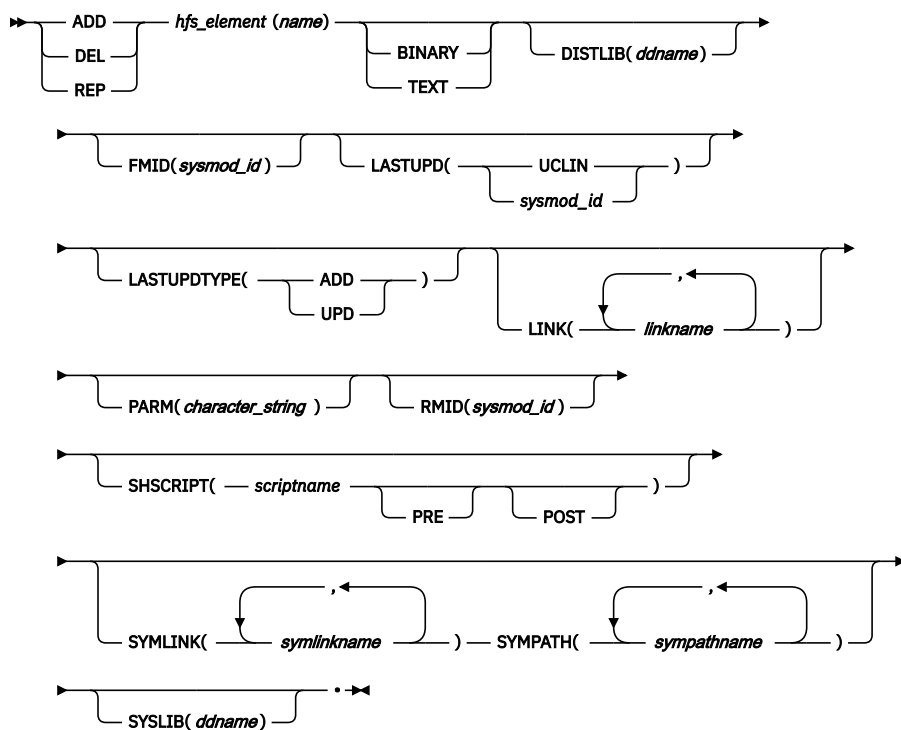 ADD hfs_element (name)
DEL BINARY DISTLIB( ddname )
REP TEXT
FMID( sysmod_id ) LASTUPD( UCLIN )
sysmod_id
LASTUPDTYPE( ADD ) ,
UPD LINK( linkname )
PARM( character_string ) RMID( sysmod_id )
SHSCRIPT( scriptname )
PRE POST
, ,
SYMLINK( symlinkname ) SYMPATH( sympathname )
.
SYSLIB( ddname )